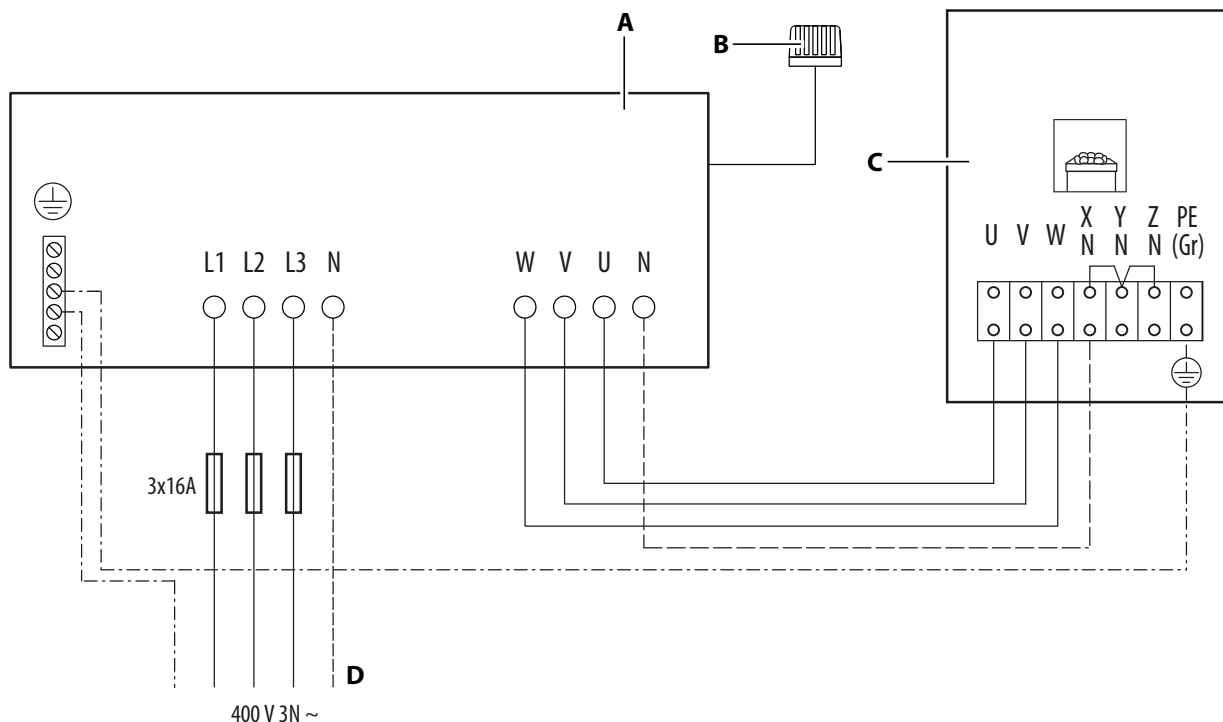 A
B
C
X Y Z PE
U V W N N N (Gr)
L1 L2 L3 N
W V U N
3x16A
D
400 V 3N ~